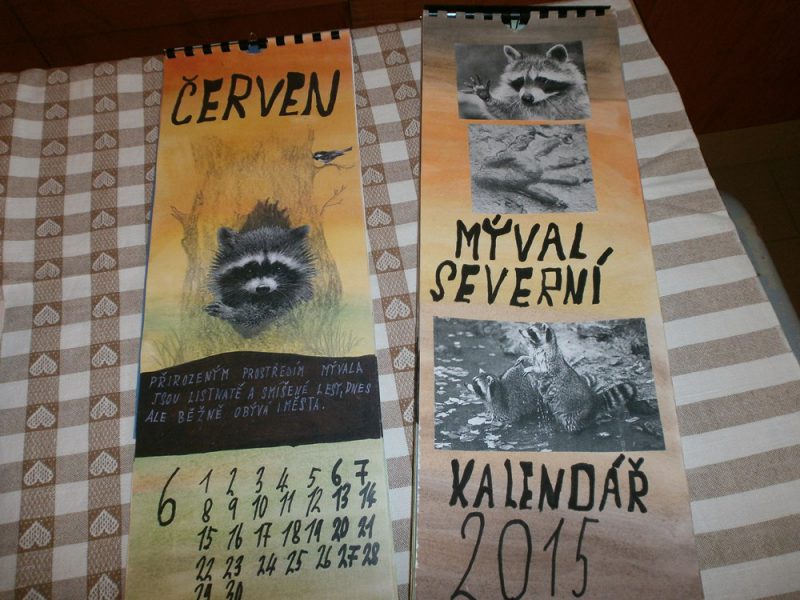 ČERVEN
PŘIROZENÝM PROSTŘEDÍM MÝVALA
JSOU LISTNATÉ A SMÍŠENÉ LESY, DNES
ALE BĚŽNĚ OBÝVÁ I MĚSTA.
6
1 2 3 4 5 6 7
8 9 10 11 12 13 14
15 16 17 18 19 20 21
22 23 24 25 26 27 28
29 30
MÝVAL
SEVERNÍ
KALENDÁŘ
2015